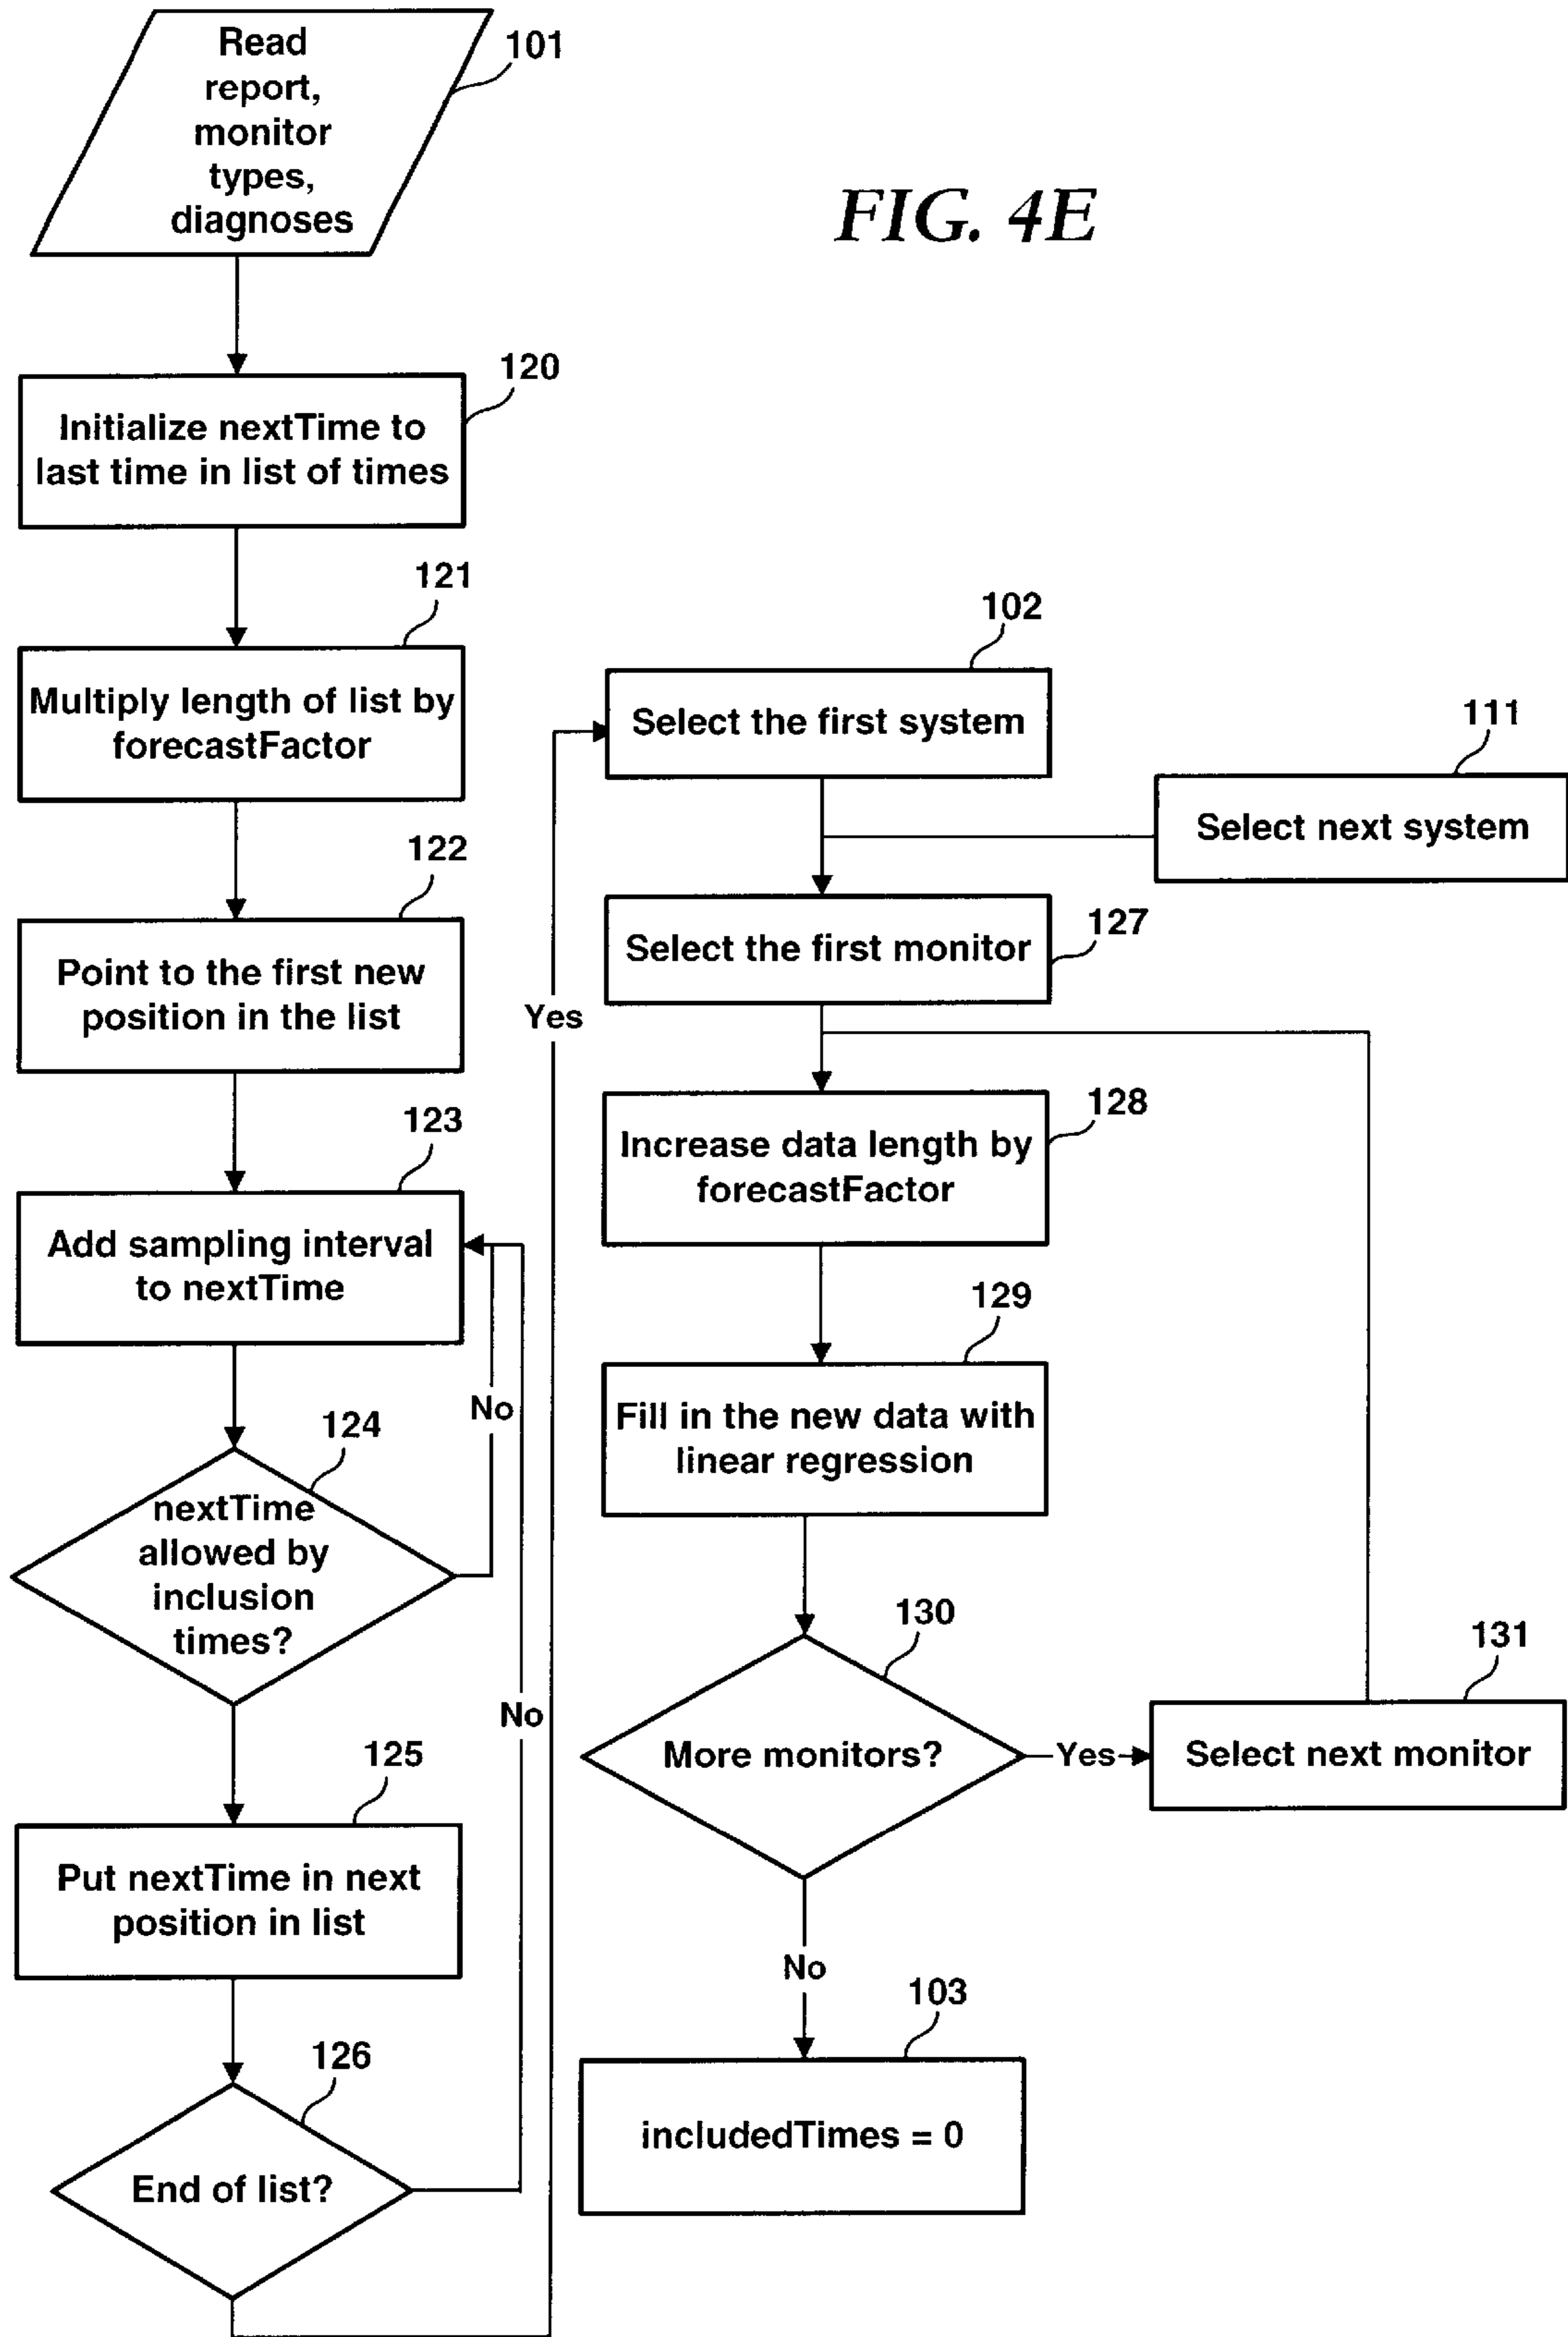 Read
report,
monitor
types,
diagnoses
101
FIG. 4E
120
Initialize nextTime to
last time in list of times
121
Multiply length of list by
forecastFactor
122
Point to the first new
position in the list
123
Add sampling interval
to nextTime
No
124
nextTime
allowed by
inclusion
times?
No
125
Put nextTime in next
position in list
126
End of list?
Yes
102
Select the first system
111
Select next system
127
Select the first monitor
128
Increase data length by
forecastFactor
129
Fill in the new data with
linear regression
130
More monitors?
Yes
131
Select next monitor
No
103
includedTimes = 0